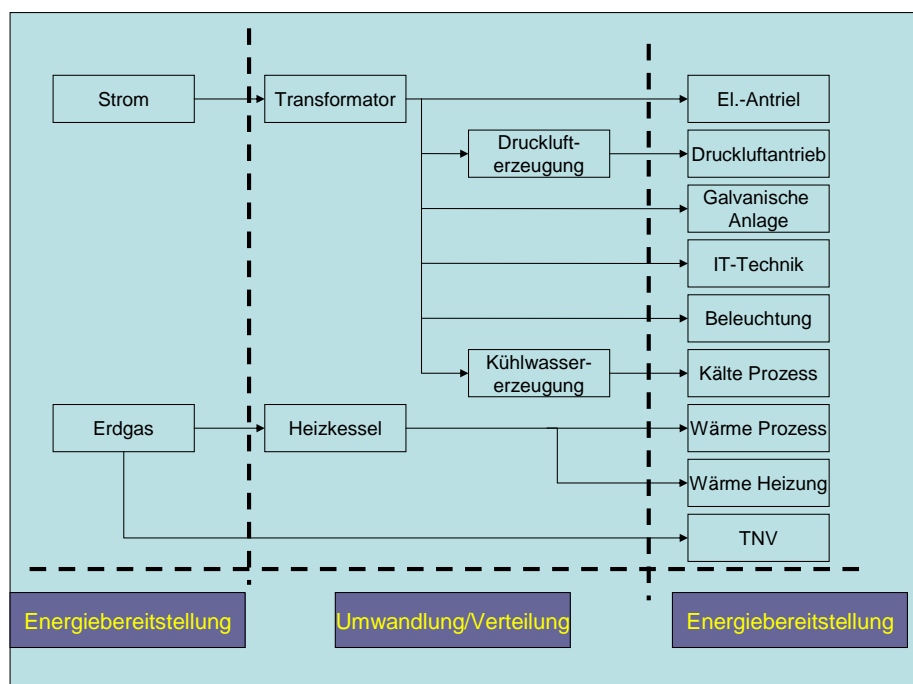 Strom
Transformator
El.-Antriel
Druckluft-
erzeugung
Druckluftantrieb
Galvanische
Anlage
IT-Technik
Beleuchtung
Kühlwasser-
erzeugung
Kälte Prozess
Erdgas
Heizkessel
Wärme Prozess
Wärme Heizung
TNV
Energiebereitstellung
Umwandlung/Verteilung
Energiebereitstellung